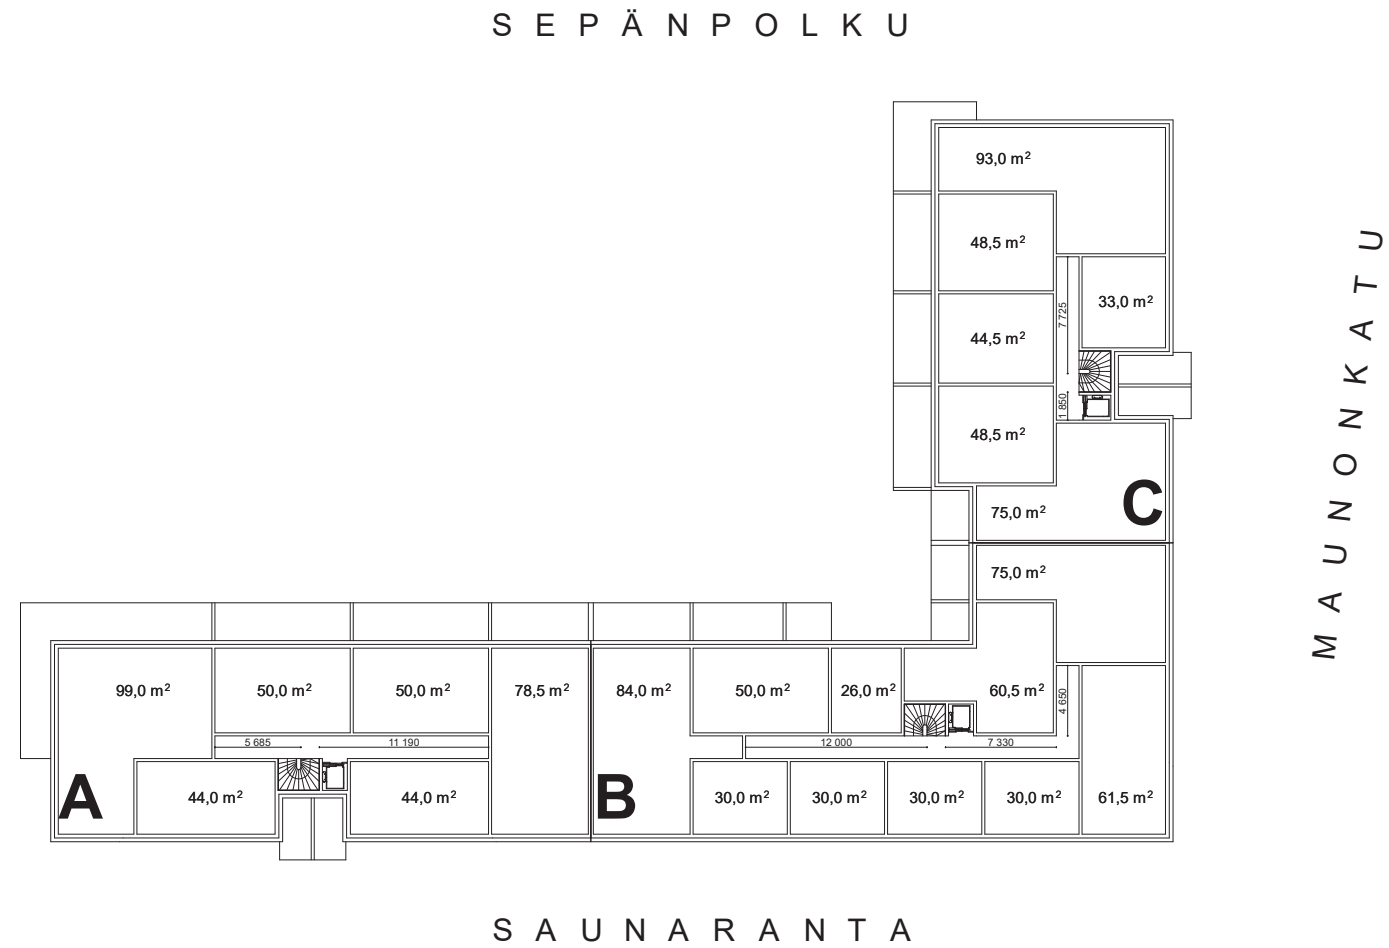 SEPÄNPOLKU
93,0 m²
48,5 m²
33,0 m²
7 725
44,5 m²
1 850
48,5 m²
C
75,0 m²
MAUNONKATU
75,0 m²
99,0 m²
50,0 m²
50,0 m²
78,5 m²
84,0 m²
50,0 m²
26,0 m²
60,5 m²
4 650
5 685
11 190
12 000
7 330
A
44,0 m²
44,0 m²
B
30,0 m²
30,0 m²
30,0 m²
30,0 m²
61,5 m²
SAUNARANTA